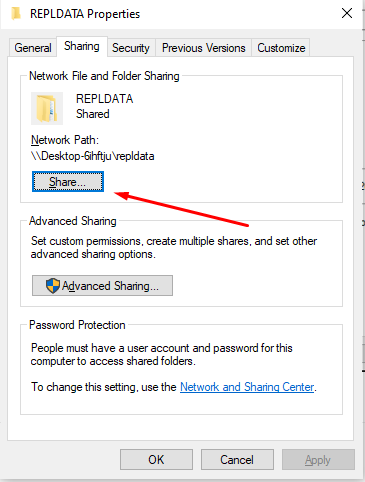 REPLDATA Properties
General
Sharing
Security
Previous Versions
Customize
Network File and Folder Sharing
REPLDATA
Shared
Network Path:
\\Desktop-6ihftju\repldata
Share...
Advanced Sharing
Set custom permissions, create multiple shares, and set other
advanced sharing options.
Advanced Sharing...
Password Protection
People must have a user account and password for this
computer to access shared folders.
To change this setting, use the Network and Sharing Center.
OK
Cancel
Apply